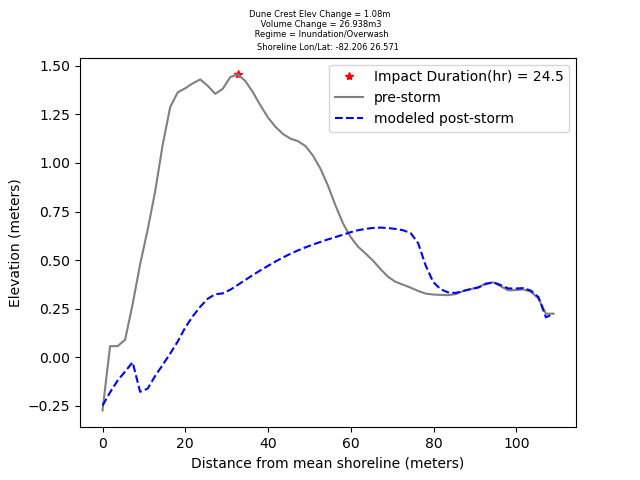 Dune Crest Elev Change = 1.08m
Volume Change = 26.938m3
Regime = Inundation/Overwash
Shoreline Lon/Lat: -82.206 26.571
Impact Duration(hr) = 24.5
pre-storm
modeled post-storm
1.50
1.25
1.00
0.75
0.50
0.25
0.00
−0.25
Elevation (meters)
0 20 40 60 80 100
Distance from mean shoreline (meters)